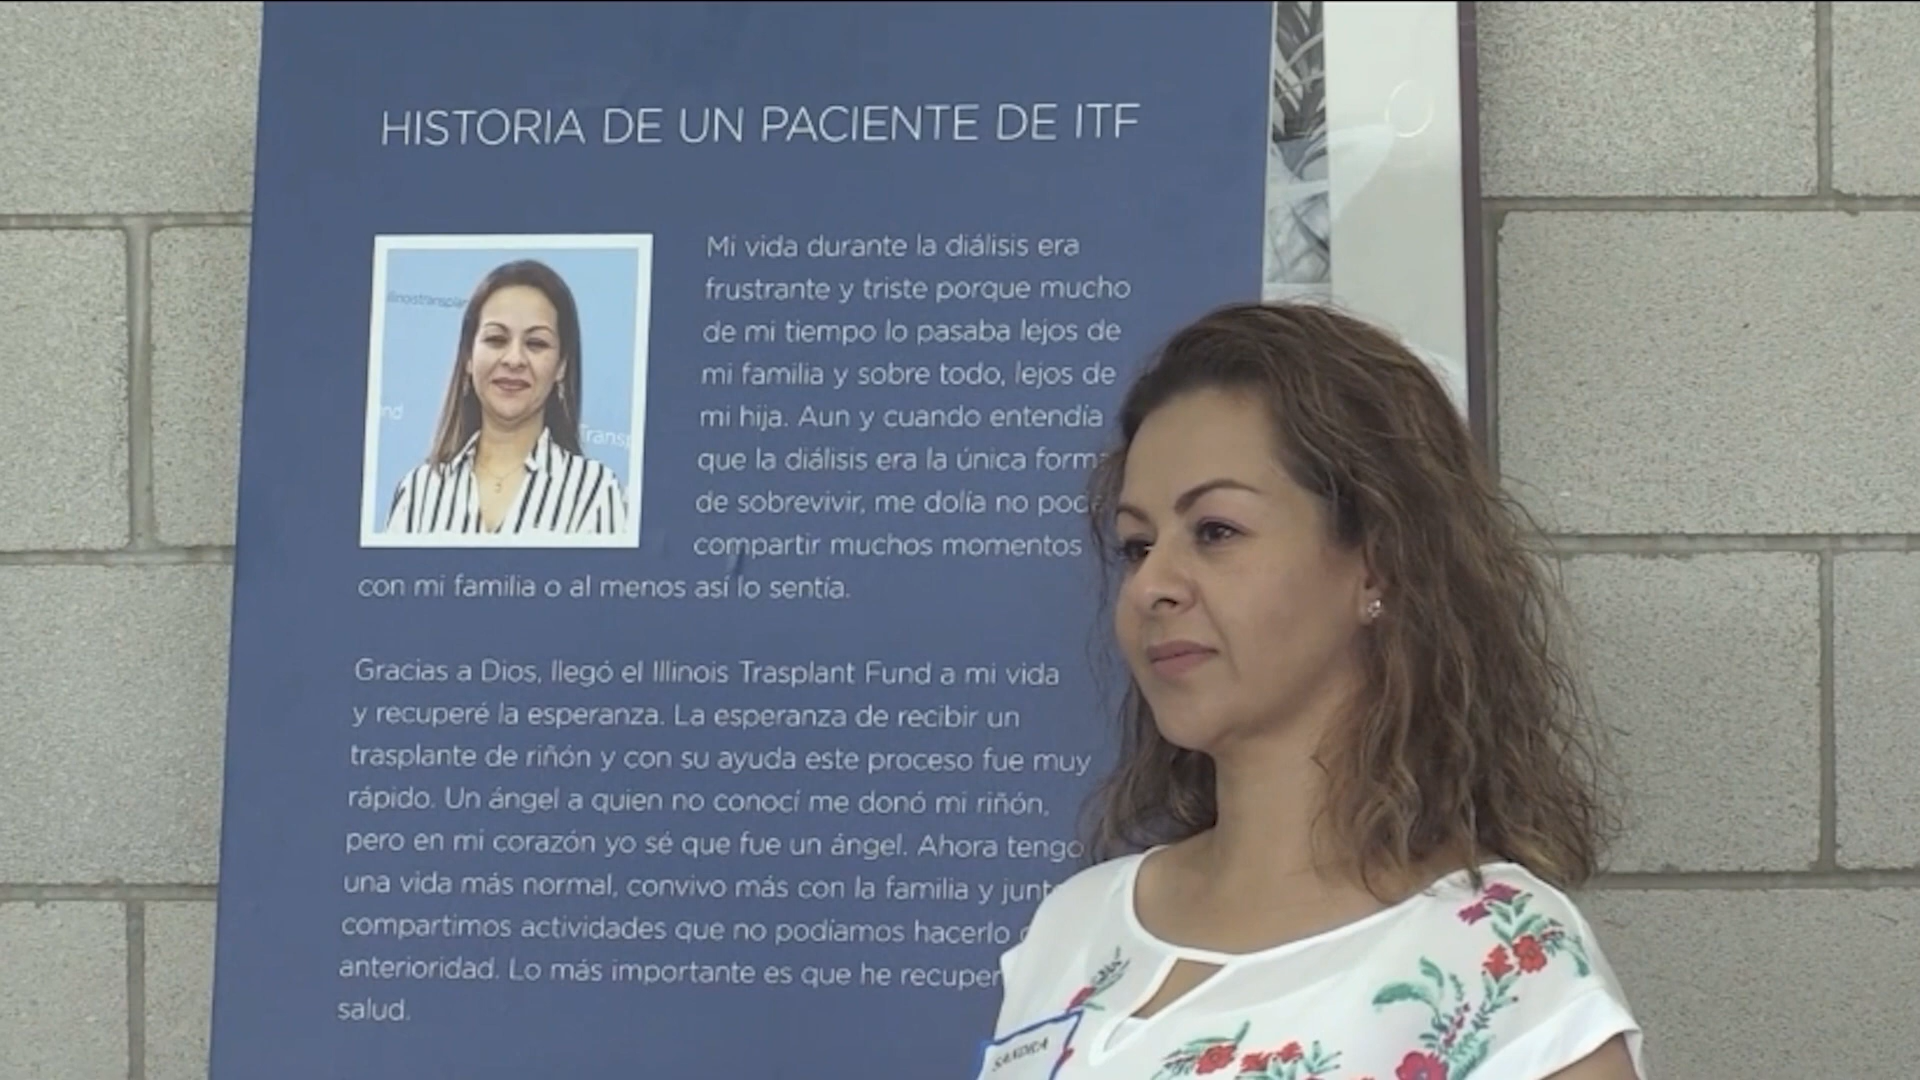 HISTORIA DE UN PACIENTE DE ITF
Mi vida durante la diálisis era
frustrante y triste porque mucho
de mi tiempo lo pasaba lejos de
mi familia y sobre todo, lejos de
mi hija. Aun y cuando entendía
que la diálisis era la única
de sobrevivir, me dolía no
compartir muchos momentos
con mi familia o al menos así lo sentía.
Gracias a Dios, llegó el Illinois Trasplant Fund a mi vida
y recuperé la esperanza. La esperanza de recibir un
trasplante de riñón y con su ayuda este proceso fue muy
rápido. Un ángel a quien no conocí me donó mi riñón,
pero en mi corazón yo sé que fue un ángel. Ahora tengo
una vida más normal, convivo más con la familia y
compartimos actividades que no podíamos hacerlo
anterioridad. Lo más importante es que he
salud.
SANDRA